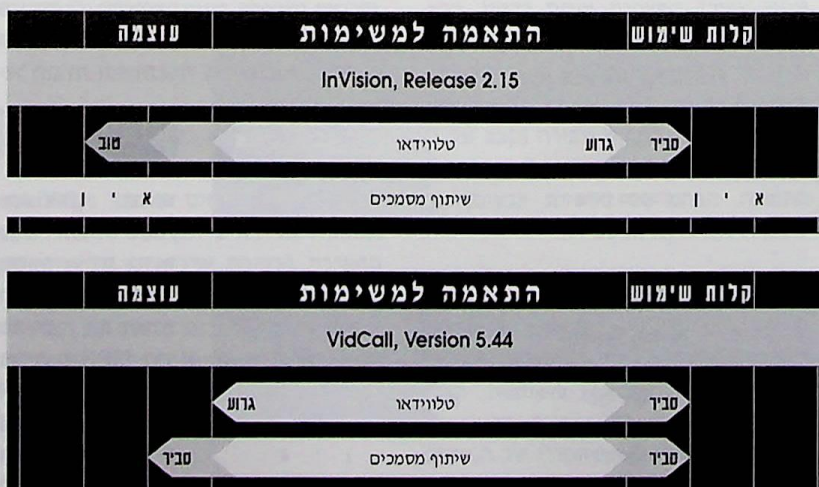 קלות שימוש התאמה למשימות עוצמה
InVision, Release 2.15
סביר גרוע טלווידאו טוב
א י ו שיתוף מסמכים א י ו
קלות שימוש התאמה למשימות עוצמה
VidCall, Version 5.44
סביר טלווידאו גרוע
סביר שיתוף מסמכים סביר